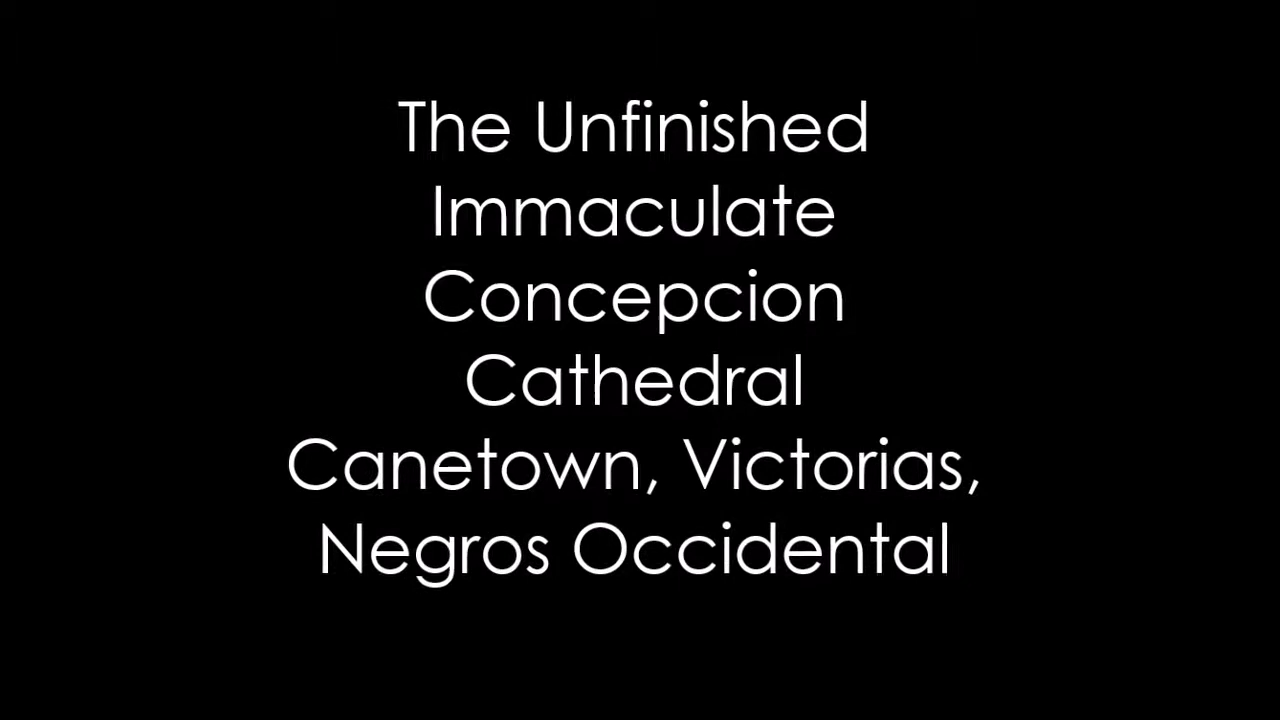 The Unfinished
Immaculate
Concepcion
Cathedral
Canetown, Victorias,
Negros Occidental